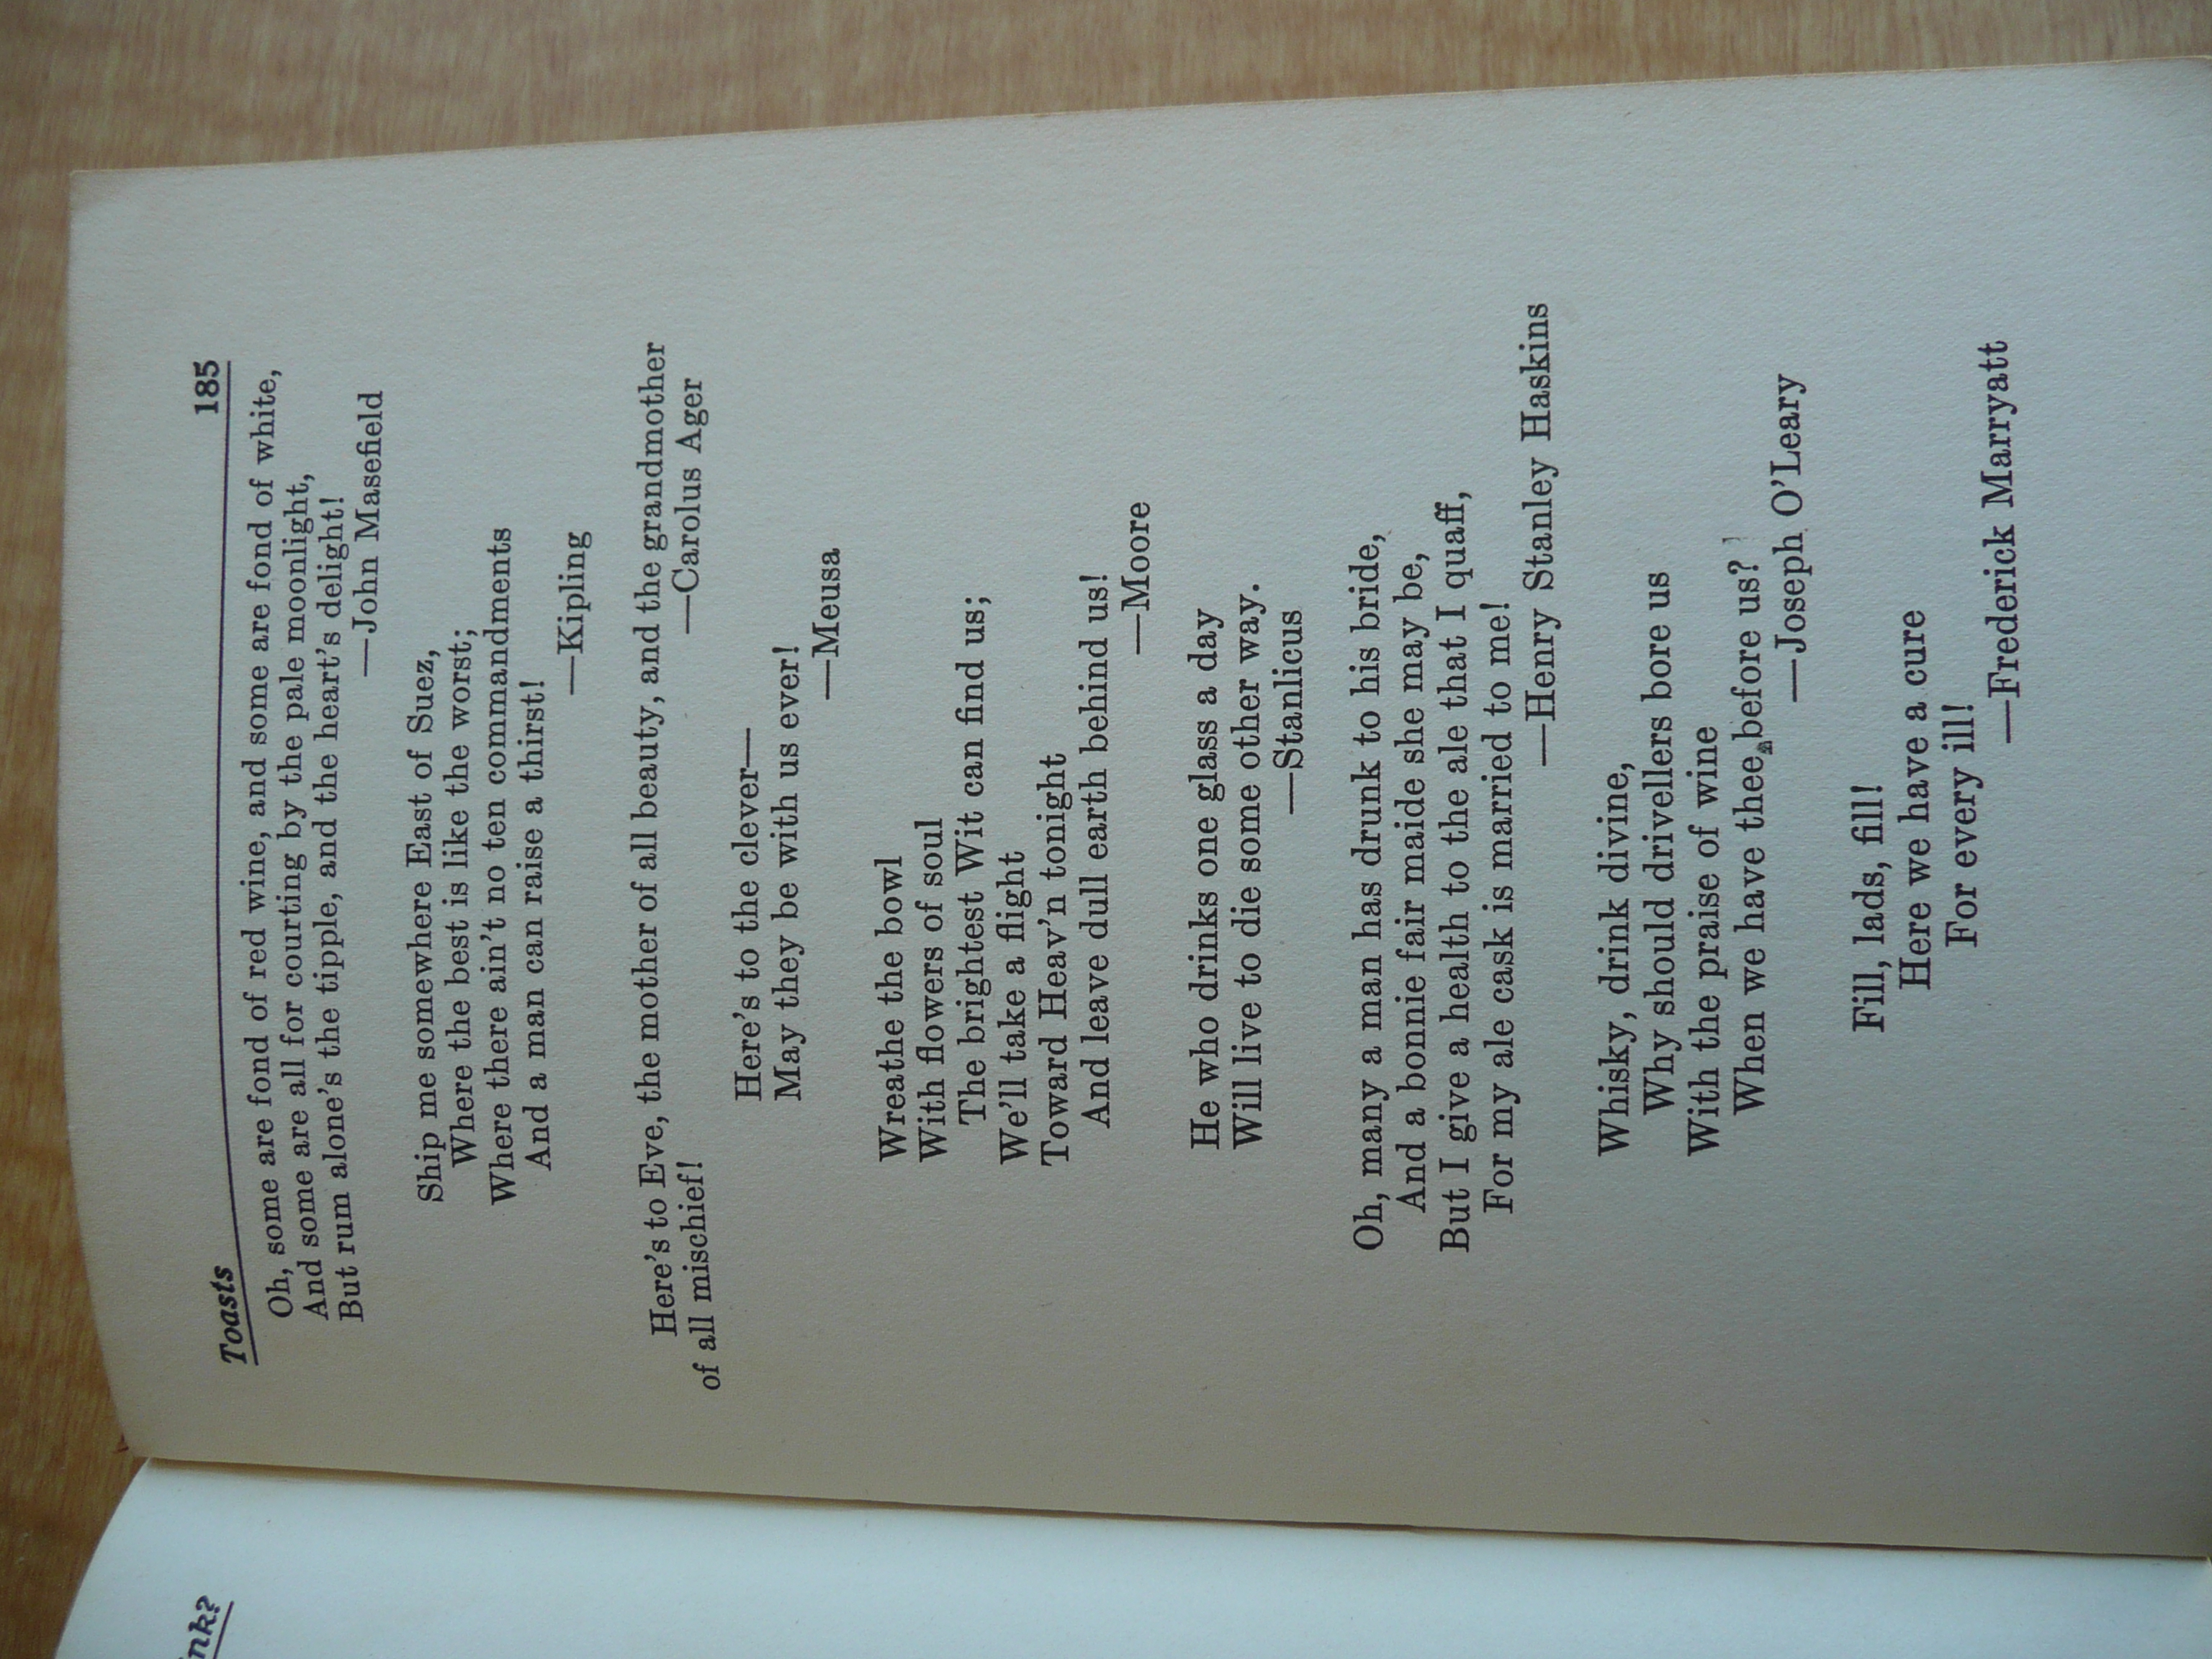 ink?
Toasts 185
Oh, some are fond of red wine, and some are fond of white,
And some are all for courting by the pale moonlight,
But rum alone's the tipple, and the heart's delight!
—John Masefield
Ship me somewhere East of Suez,
Where the best is like the worst;
Where there ain't no ten commandments
And a man can raise a thirst!
—Kipling
Here's to Eve, the mother of all beauty, and the grandmother
of all mischief!
—Carolus Ager
Here's to the clever—
May they be with us ever!
—Meusa
Wreathe the bowl
With flowers of soul
The brightest Wit can find us;
We'll take a flight
Toward Heav'n tonight
And leave dull earth behind us!
—Moore
He who drinks one glass a day
Will live to die some other way.
—Stanlicus
Oh, many a man has drunk to his bride,
And a bonnie fair maide she may be,
But I give a health to the ale that I quaff,
For my ale cask is married to me!
—Henry Stanley Haskins
Whisky, drink divine,
Why should drivellers bore us
With the praise of wine
When we have thee before us?
—Joseph O'Leary
Fill, lads, fill!
Here we have a cure
For every ill!
—Frederick Marryatt